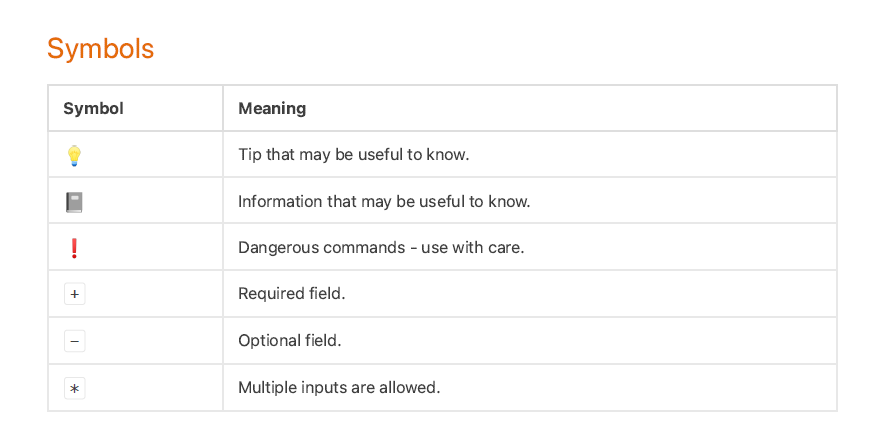 Symbols
Symbol Meaning
💡 Tip that may be useful to know.
📓 Information that may be useful to know.
❗ Dangerous commands - use with care.
+ Required field.
- Optional field.
* Multiple inputs are allowed.